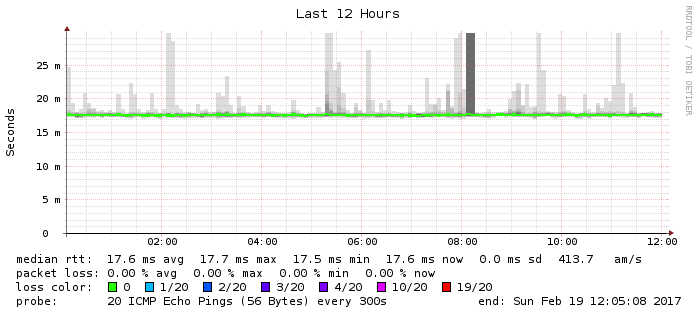 Last 12 Hours
RRDTOOL / TOBI OETIKER
Seconds
25 m
20 m
15 m
10 m
5 m
0
02:00 04:00 06:00 08:00 10:00 12:00
median rtt: 17.6 ms avg 17.7 ms max 17.5 ms min 17.6 ms now 0.0 ms sd 413.7 am/s
packet loss: 0.00 % avg 0.00 % max 0.00 % min 0.00 % now
loss color: 0 1/20 2/20 3/20 4/20 10/20 19/20
probe: 20 ICMP Echo Pings (56 Bytes) every 300s end: Sun Feb 19 12:05:08 2017